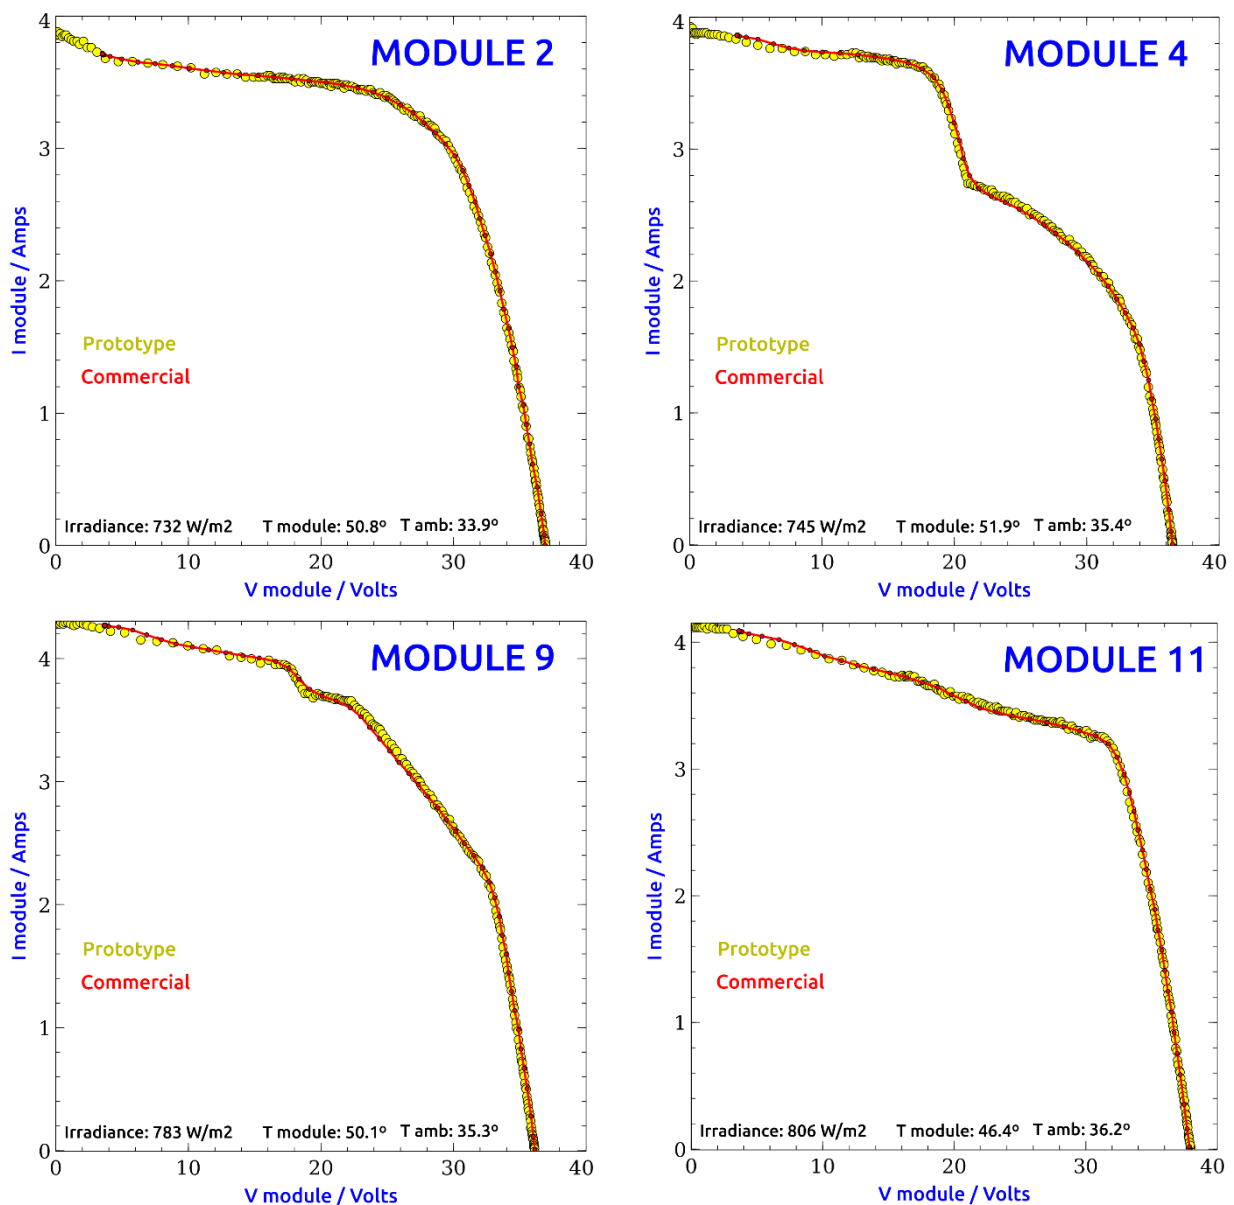 MODULE 2
4
3
2
1
0
I module / Amps
Prototype
Commercial
Irradiance: 732 W/m2 T module: 50.8º T amb: 33.9º
0 10 20 30 40
V module / Volts
MODULE 4
4
3
2
1
0
I module / Amps
Prototype
Commercial
Irradiance: 745 W/m2 T module: 51.9º T amb: 35.4º
0 10 20 30 40
V module / Volts
MODULE 9
4
3
2
1
0
I module / Amps
Prototype
Commercial
Irradiance: 783 W/m2 T module: 50.1º T amb: 35.3º
0 10 20 30 40
V module / Volts
MODULE 11
4
3
2
1
0
I module / Amps
Prototype
Commercial
Irradiance: 806 W/m2 T module: 46.4º T amb: 36.2º
0 10 20 30 40
V module / Volts